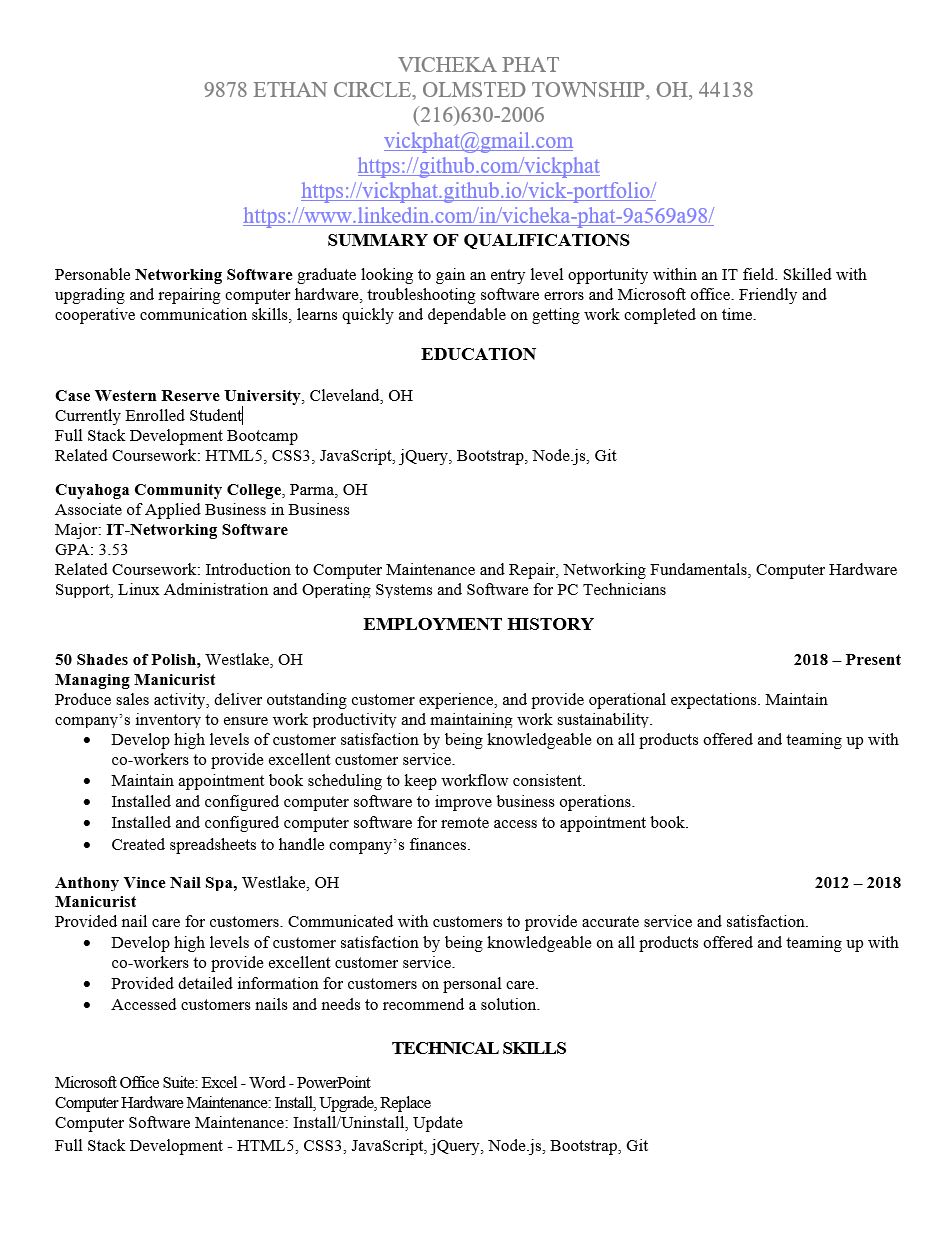 VICHEKA PHAT
9878 ETHAN CIRCLE, OLMSTED TOWNSHIP, OH, 44138
(216)630-2006
vickphat@gmail.com
https://github.com/vickphat
https://vickphat.github.io/vick-portfolio/
https://www.linkedin.com/in/vicheka-phat-9a569a98/
SUMMARY OF QUALIFICATIONS
Personable Networking Software graduate looking to gain an entry level opportunity within an IT field. Skilled with
upgrading and repairing computer hardware, troubleshooting software errors and Microsoft office. Friendly and
cooperative communication skills, learns quickly and dependable on getting work completed on time.
EDUCATION
Case Western Reserve University, Cleveland, OH
Currently Enrolled Student
Full Stack Development Bootcamp
Related Coursework: HTML5, CSS3, JavaScript, jQuery, Bootstrap, Node.js, Git
Cuyahoga Community College, Parma, OH
Associate of Applied Business in Business
Major: IT-Networking Software
GPA: 3.53
Related Coursework: Introduction to Computer Maintenance and Repair, Networking Fundamentals, Computer Hardware
Support, Linux Administration and Operating Systems and Software for PC Technicians
EMPLOYMENT HISTORY
50 Shades of Polish, Westlake, OH 2018 – Present
Managing Manicurist
Produce sales activity, deliver outstanding customer experience, and provide operational expectations. Maintain
company's inventory to ensure work productivity and maintaining work sustainability.
• Develop high levels of customer satisfaction by being knowledgeable on all products offered and teaming up with
co-workers to provide excellent customer service.
• Maintain appointment book scheduling to keep workflow consistent.
• Installed and configured computer software to improve business operations.
• Installed and configured computer software for remote access to appointment book.
• Created spreadsheets to handle company's finances.
Anthony Vince Nail Spa, Westlake, OH 2012 – 2018
Manicurist
Provided nail care for customers. Communicated with customers to provide accurate service and satisfaction.
• Develop high levels of customer satisfaction by being knowledgeable on all products offered and teaming up with
co-workers to provide excellent customer service.
• Provided detailed information for customers on personal care.
• Accessed customers nails and needs to recommend a solution.
TECHNICAL SKILLS
Microsoft Office Suite: Excel - Word - PowerPoint
Computer Hardware Maintenance: Install, Upgrade, Replace
Computer Software Maintenance: Install/Uninstall, Update
Full Stack Development - HTML5, CSS3, JavaScript, jQuery, Node.js, Bootstrap, Git